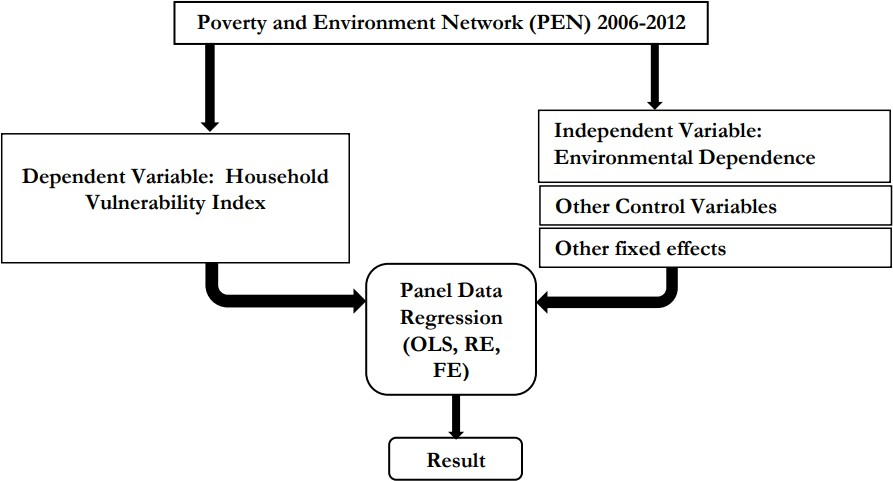 Poverty and Environment Network (PEN) 2006-2012
Dependent Variable: Household
Vulnerability Index
Independent Variable:
Environmental Dependence
Other Control Variables
Other fixed effects
Panel Data
Regression
(OLS, RE,
FE)
Result